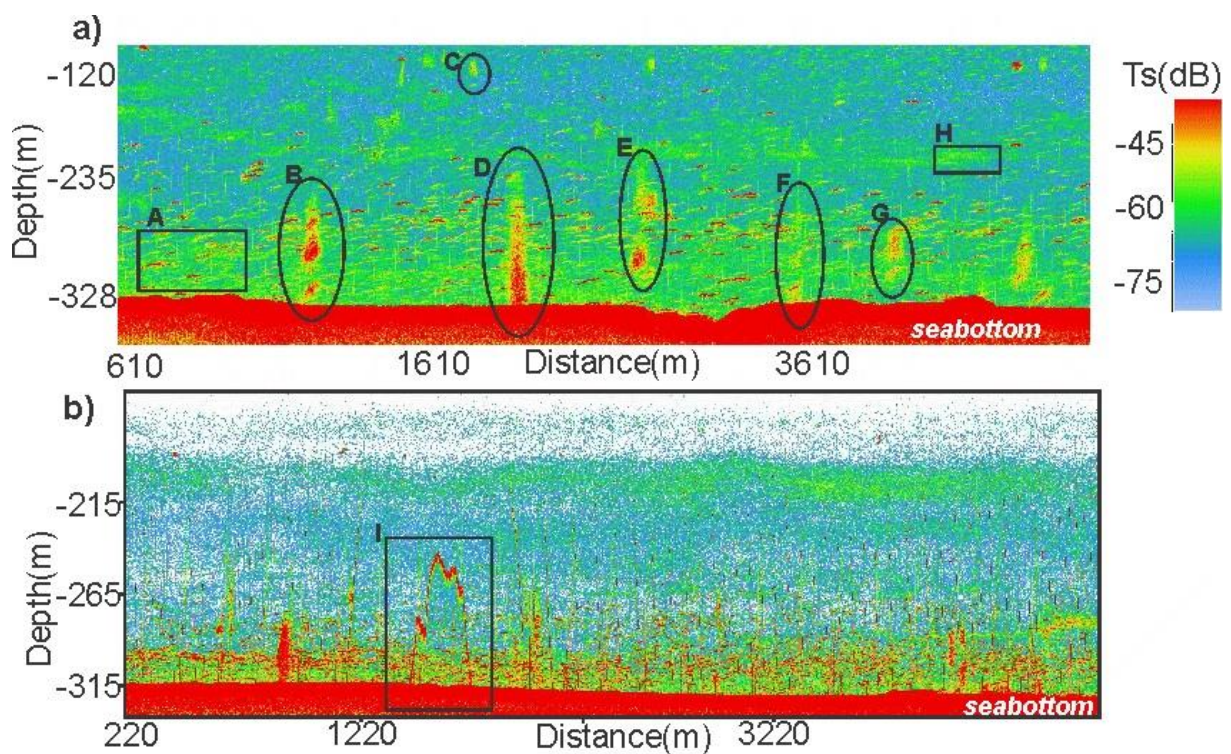 a)
Ts(dB)
C
-120
-45
H
E
D
-235
B
-60
F
A
G
Depth(m)
-75
-328
seabottom
610
1610
Distance(m)
3610
b)
-215
I
-265
Depth(m)
-315
seabottom
220
1220
Distance(m)
3220